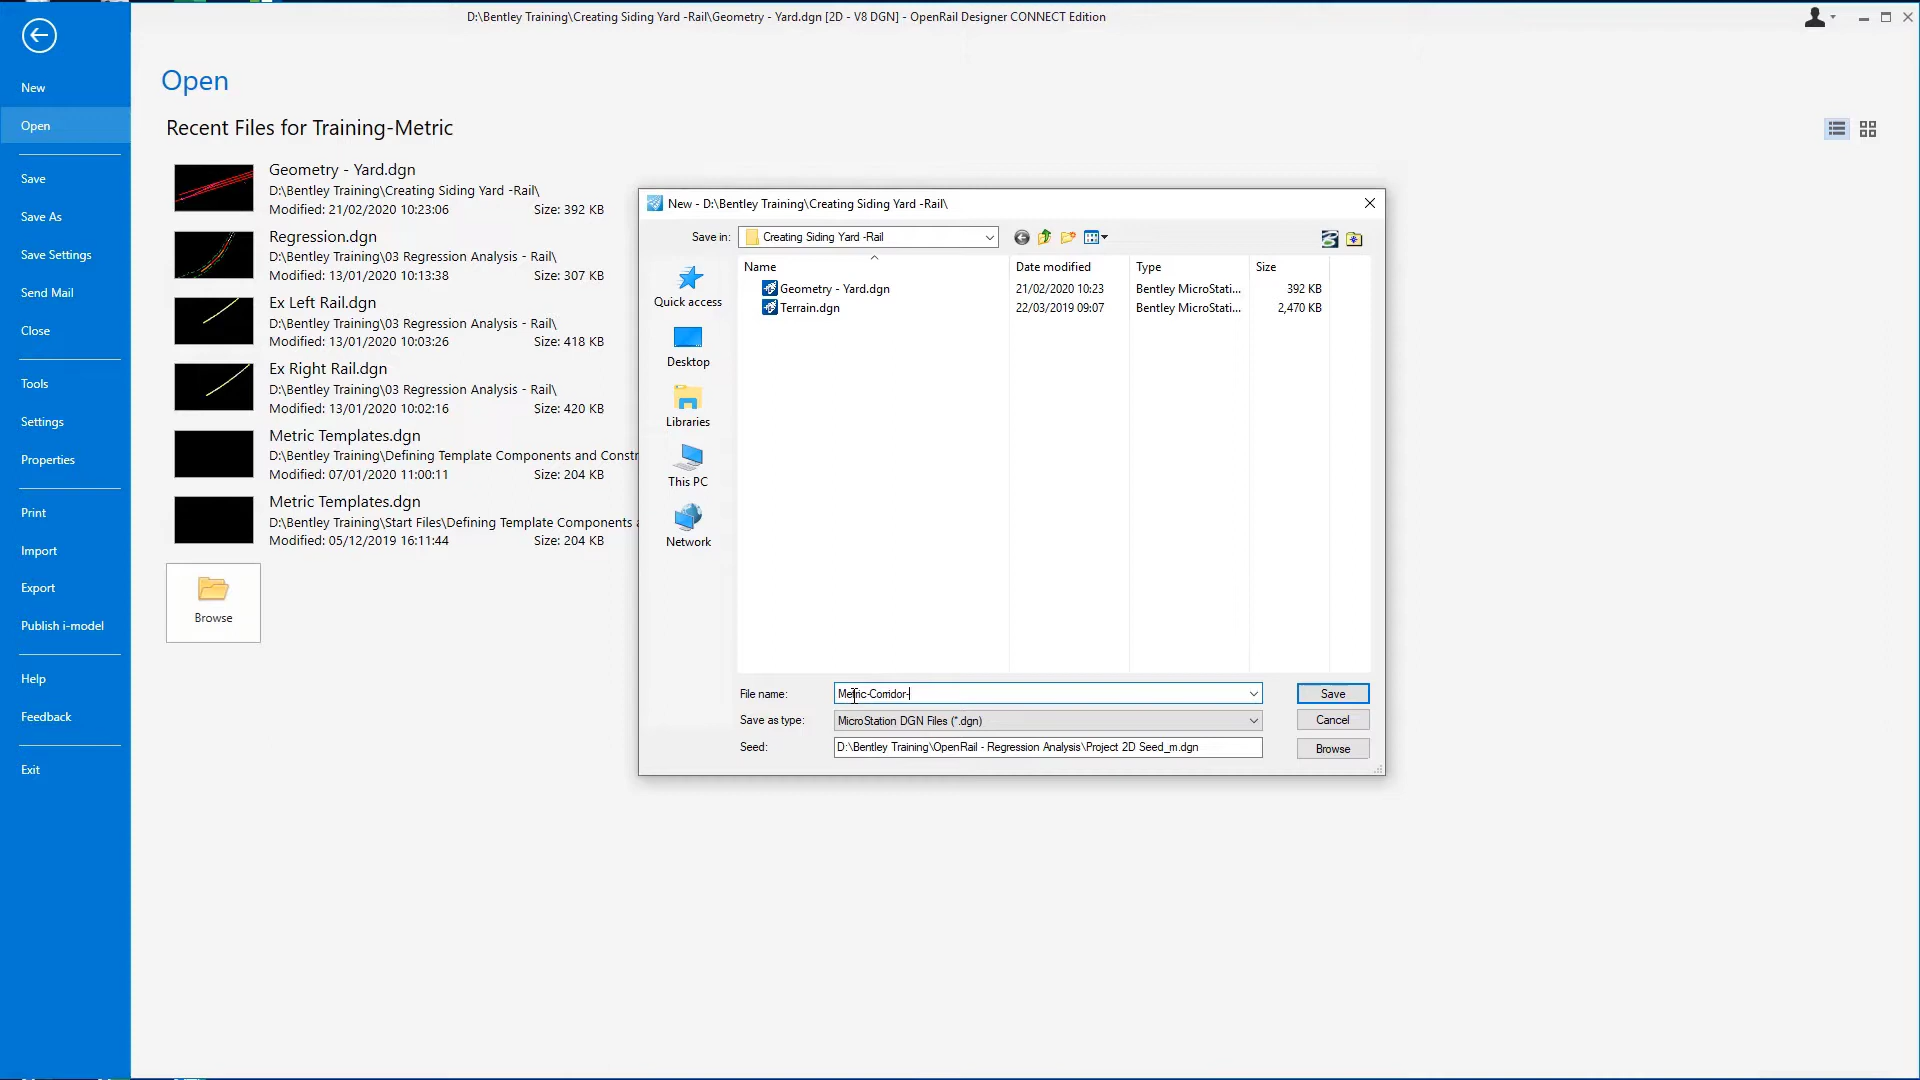 D:\Bentley Training\Creating Siding Yard -Rail\Geometry - Yard.dgn [2D - V8 DGN] - OpenRail Designer CONNECT Edition
New
Open
Save
Save As
Save Settings
Send Mail
Close
Tools
Settings
Properties
Print
Import
Export
Publish i-model
Help
Feedback
Exit
Open
Recent Files for Training-Metric
Geometry - Yard.dgn
D:\Bentley Training\Creating Siding Yard -Rail\
Modified: 21/02/2020 10:23:06 Size: 392 KB
Regression.dgn
D:\Bentley Training\03 Regression Analysis - Rail\
Modified: 13/01/2020 10:13:38 Size: 307 KB
Ex Left Rail.dgn
D:\Bentley Training\03 Regression Analysis - Rail\
Modified: 13/01/2020 10:03:26 Size: 418 KB
Ex Right Rail.dgn
D:\Bentley Training\03 Regression Analysis - Rail\
Modified: 13/01/2020 10:02:16 Size: 420 KB
Metric Templates.dgn
D:\Bentley Training\Defining Template Components and Constr
Modified: 07/01/2020 11:00:11 Size: 204 KB
Metric Templates.dgn
D:\Bentley Training\Start Files\Defining Template Components a
Modified: 05/12/2019 16:11:44 Size: 204 KB
Browse
New - D:\Bentley Training\Creating Siding Yard -Rail\
Save in: Creating Siding Yard -Rail
Quick access
Desktop
Libraries
This PC
Network
Name Date modified Type Size
Geometry - Yard.dgn 21/02/2020 10:23 Bentley MicroStati... 392 KB
Terrain.dgn 22/03/2019 09:07 Bentley MicroStati... 2,470 KB
File name: Metric-Corridor- Save
Save as type: MicroStation DGN Files (*.dgn) Cancel
Seed: D:\Bentley Training\OpenRail - Regression Analysis\Project 2D Seed_m.dgn Browse